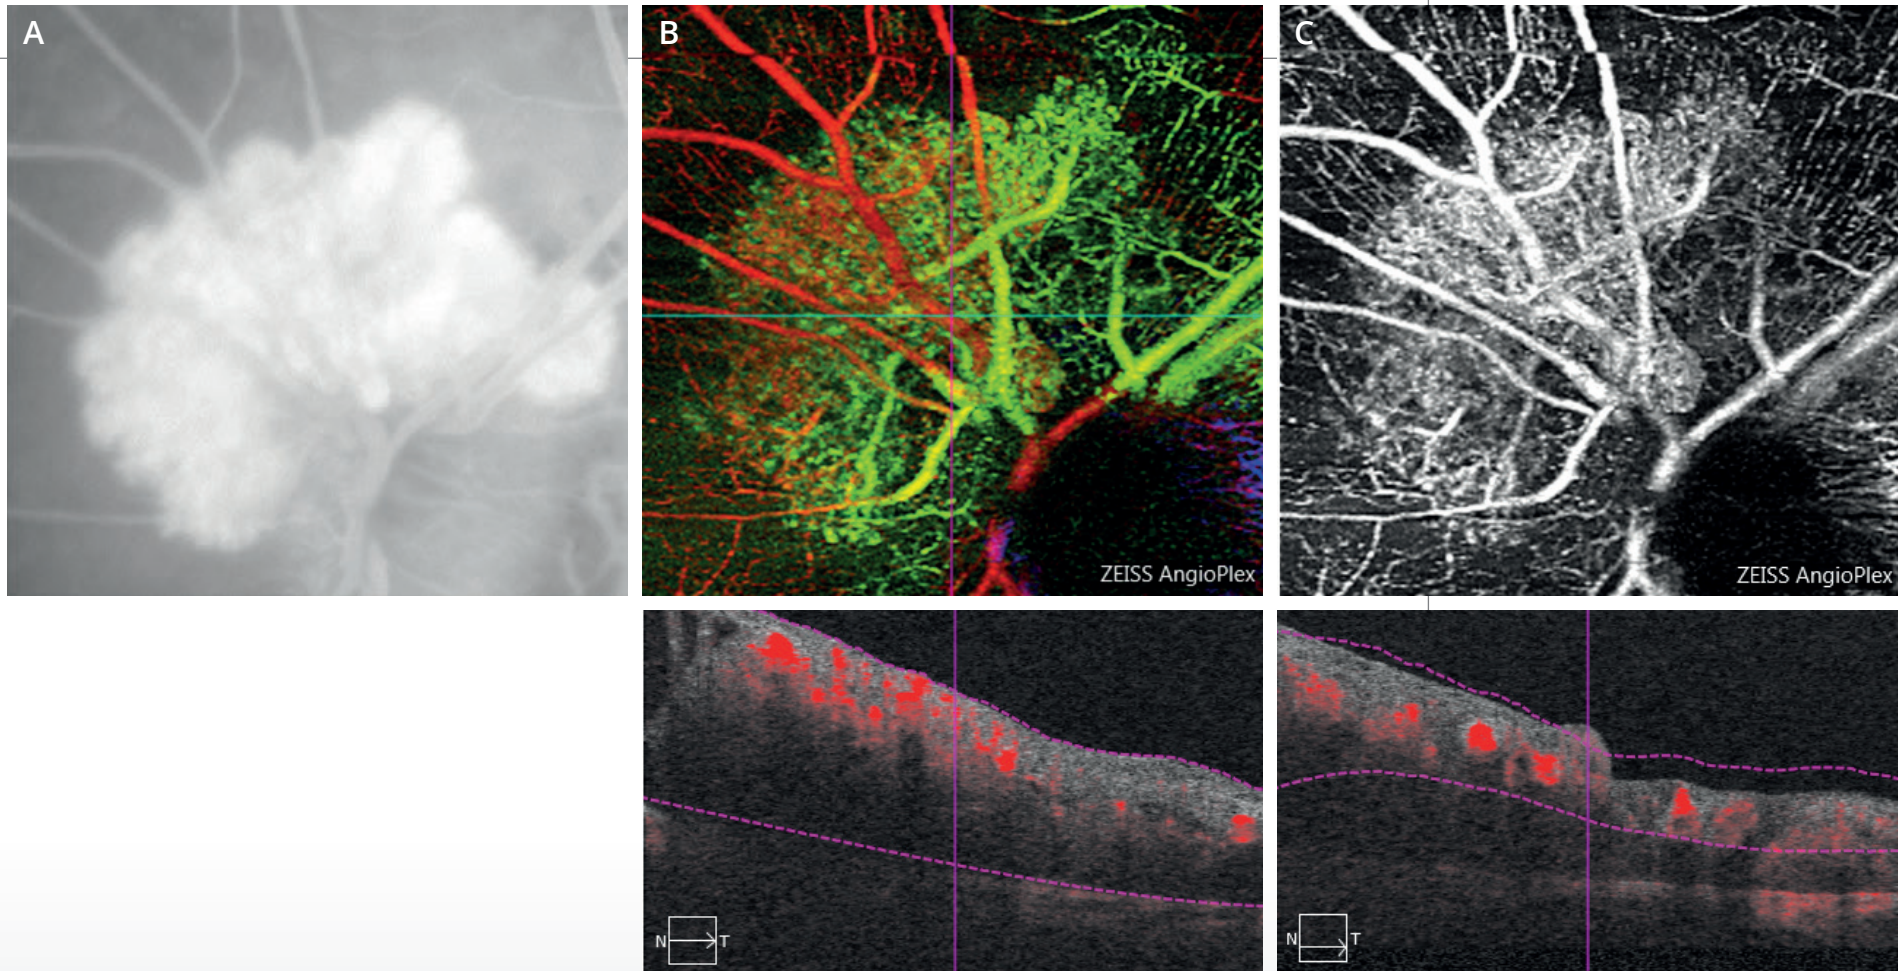 A
B
C
ZEISS AngioPlex
ZEISS AngioPlex
N T
N T